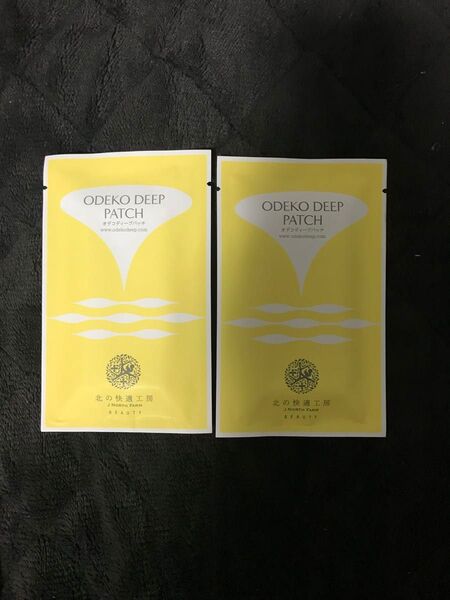 ODEKO DEEP
PATCH
オデコディープパッチ
www.odekodeep.com
北の快適工房
J NORTH FARM
BEAUTY
ODEKO DEEP
PATCH
オデコディープパッチ
www.odekodeep.com
北の快適工房
J NORTH FARM
BEAUTY